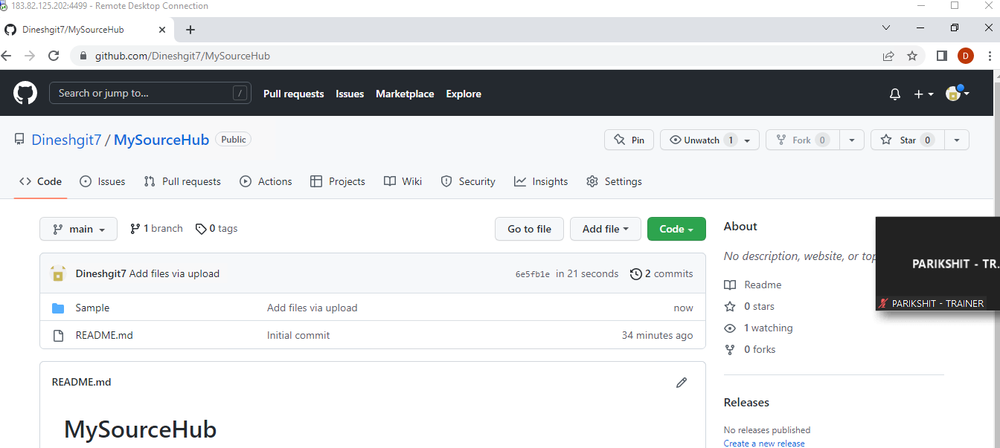 183.82.125.202:4499 - Remote Desktop Connection
Dineshgit7/MySourceHub
github.com/Dineshgit7/MySourceHub
D
Search or jump to... /
Pull requests Issues Marketplace Explore
Dineshgit7 / MySourceHub Public
Pin Unwatch 1 Fork 0 Star 0
Code Issues Pull requests Actions Projects Wiki Security Insights Settings
main 1 branch 0 tags Go to file Add file Code
Dineshgit7 Add files via upload 6e5fb1e in 21 seconds 2 commits
Sample Add files via upload now
README.md Initial commit 34 minutes ago
README.md
MySourceHub
About
No description, website, or top
Readme
0 stars
1 watching
0 forks
Releases
No releases published
Create a new release
PARIKSHIT - TR...
PARIKSHIT - TRAINER